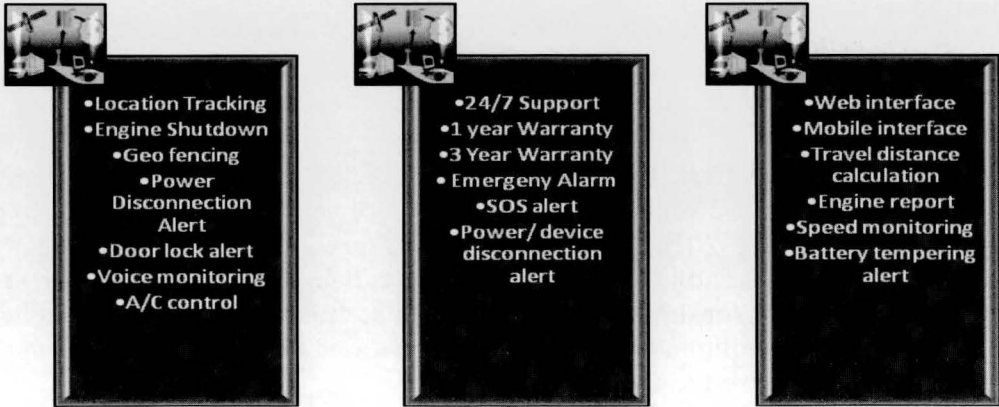 •Location Tracking
•Engine Shutdown
•Geo fencing
•Power
Disconnection
Alert
•Door lock alert
•Voice monitoring
•A/C control
•24/7 Support
•1 year Warranty
•3 Year Warranty
• Emergeny Alarm
•SOS alert
•Power/ device
disconnection
alert
•Web interface
•Mobile interface
•Travel distance
calculation
•Engine report
•Speed monitoring
•Battery tempering
alert